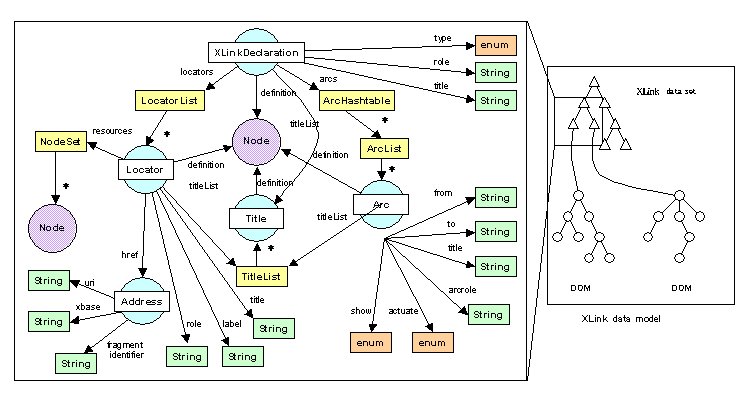 type
enum
XLinkDeclaration
role
String
locators
arcs
title
String
LocatorList
definition
ArcHashtable
titleList
*
*
resources
NodeSet
Node
ArcList
definition
definition
*
*
Locator
titleList
definition
Arc
from
String
Node
Title
titleList
to
String
*
title
String
href
TitleList
uri
String
Address
arcrole
title
xbase
String
show
actuate
String
String
role
label
fragment
identifier
String
String
String
enum
enum
XLink data set
DOM
DOM
XLink data model